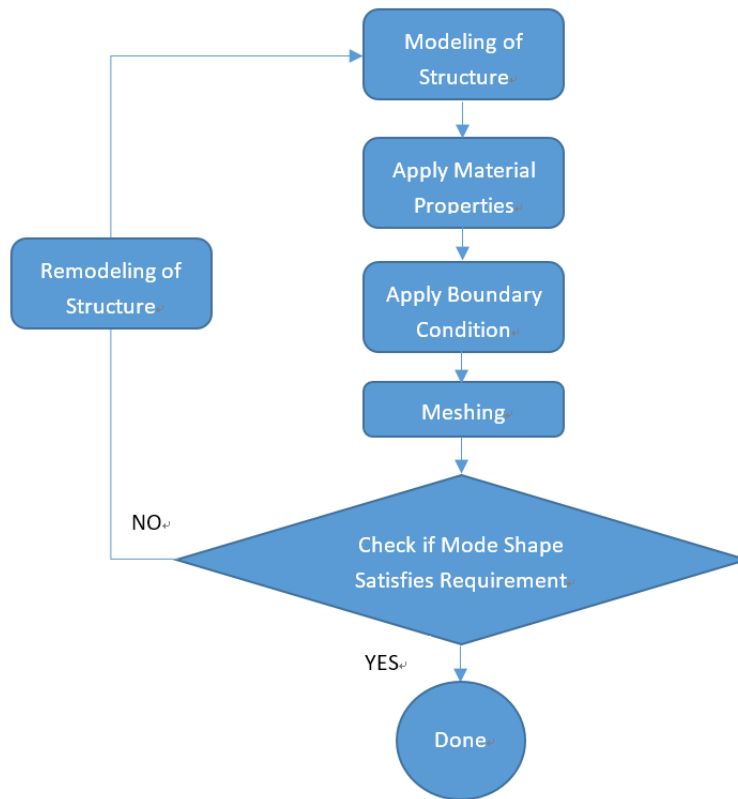 Modeling of
Structure
Apply Material
Properties
Remodeling of
Structure
Apply Boundary
Condition
Meshing
NO
Check if Mode Shape
Satisfies Requirement
YES
Done